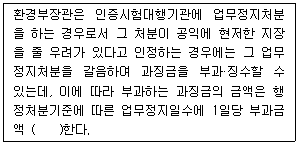 환경부장관은 인증시험대행기관에 업무정지처분
을 하는 경우로서 그 처분이 공익에 현저한 지장
을 줄 우려가 있다고 인정하는 경우에는 그 업무
정지처분을 갈음하여 과징금을 부과·징수할 수
있는데, 이에 따라 부과하는 과징금의 금액은 행
정처분기준에 따른 업무정지일수에 1일당 부과금
액 (    )한다.